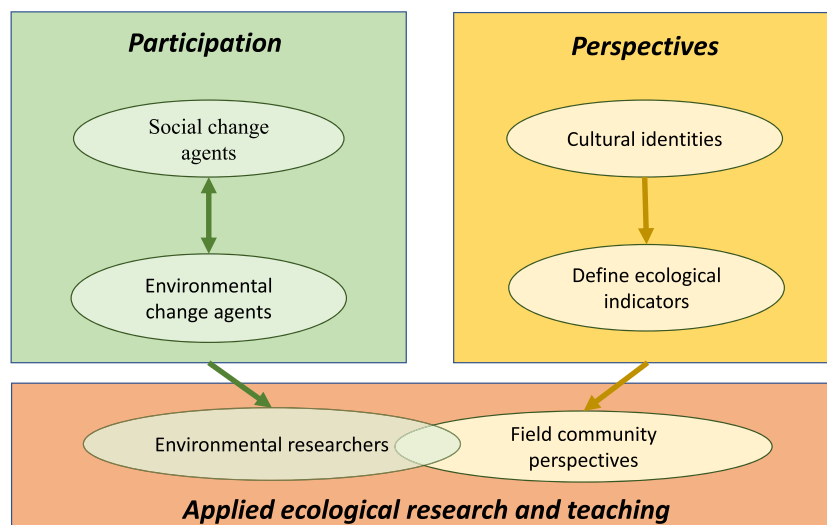 Participation
Social change
agents
Environmental
change agents
Perspectives
Cultural identities
Define ecological
indicators
Environmental researchers
Field community
perspectives
Applied ecological research and teaching